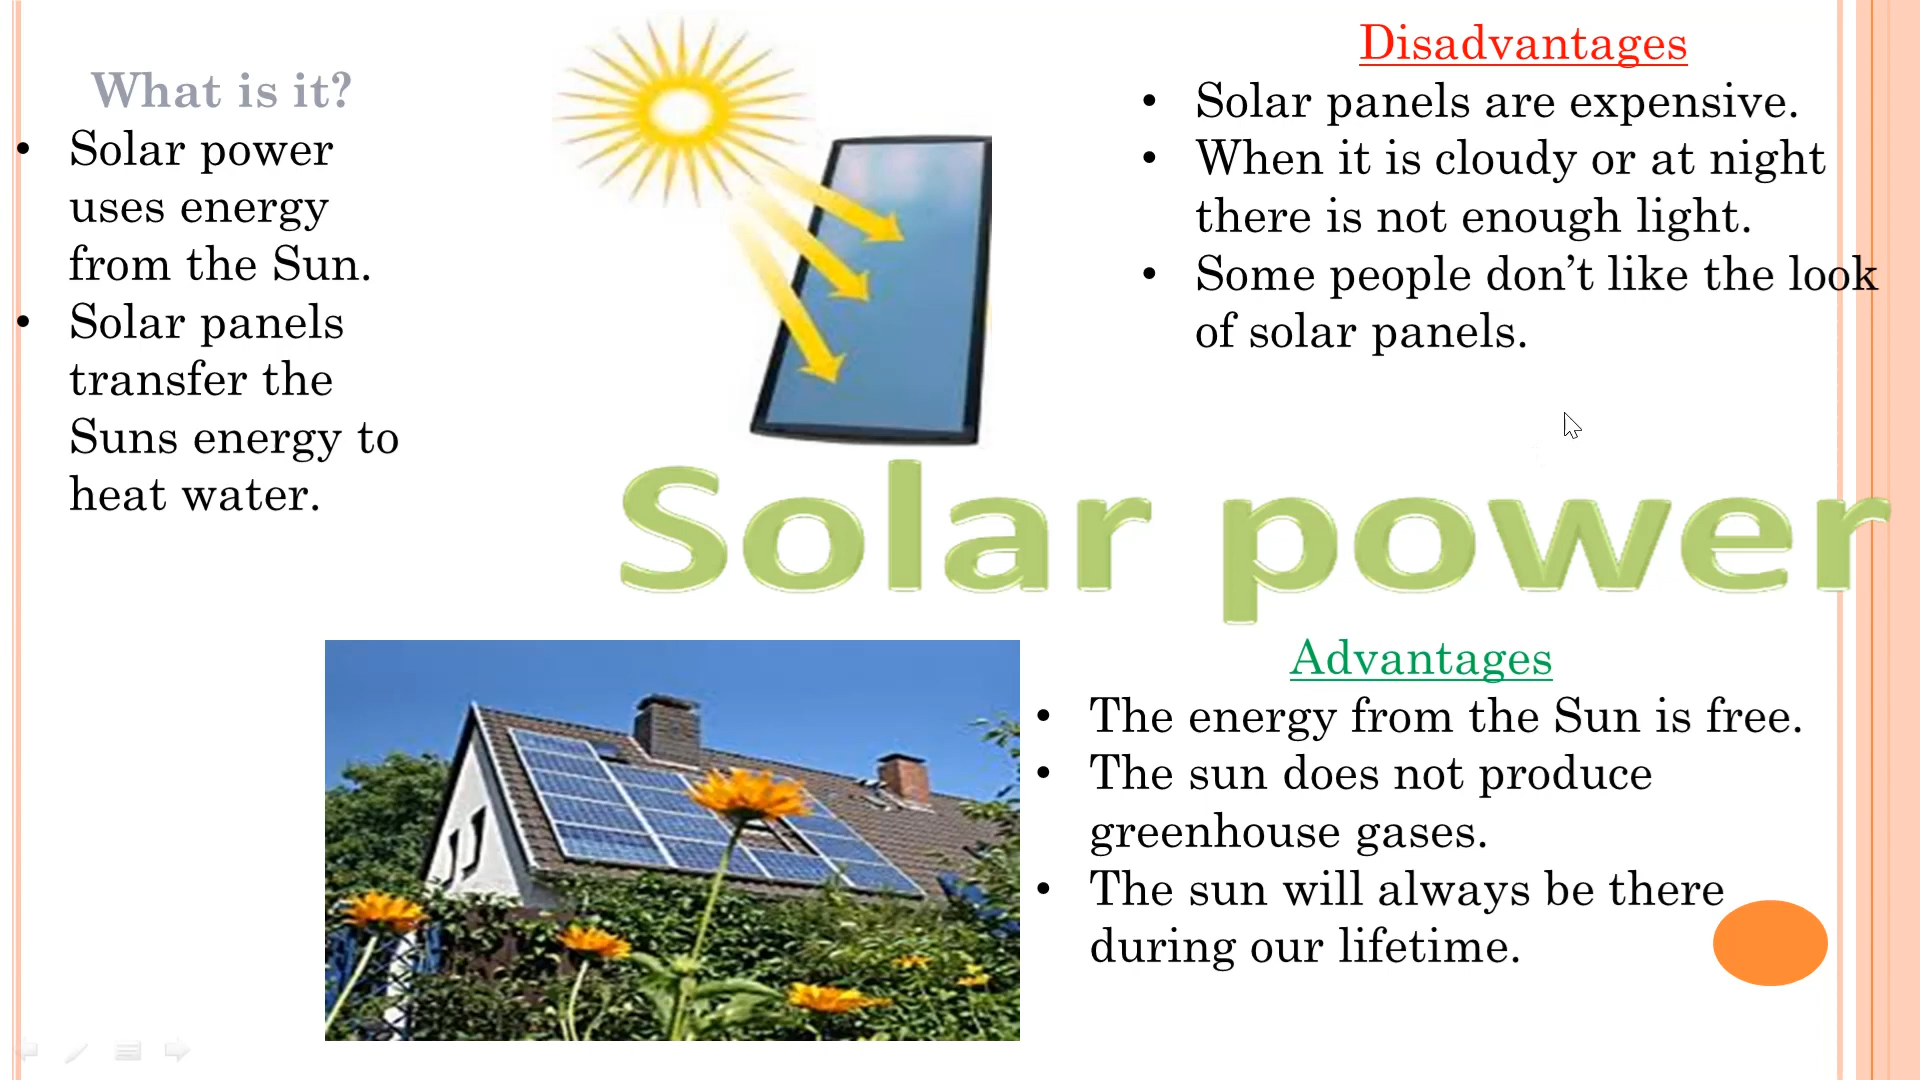 What is it?
• Solar power
uses energy
from the Sun.
• Solar panels
transfer the
Suns energy to
heat water.
Disadvantages
• Solar panels are expensive.
• When it is cloudy or at night
there is not enough light.
• Some people don’t like the look
of solar panels.
Solar power
Advantages
• The energy from the Sun is free.
• The sun does not produce
greenhouse gases.
• The sun will always be there
during our lifetime.